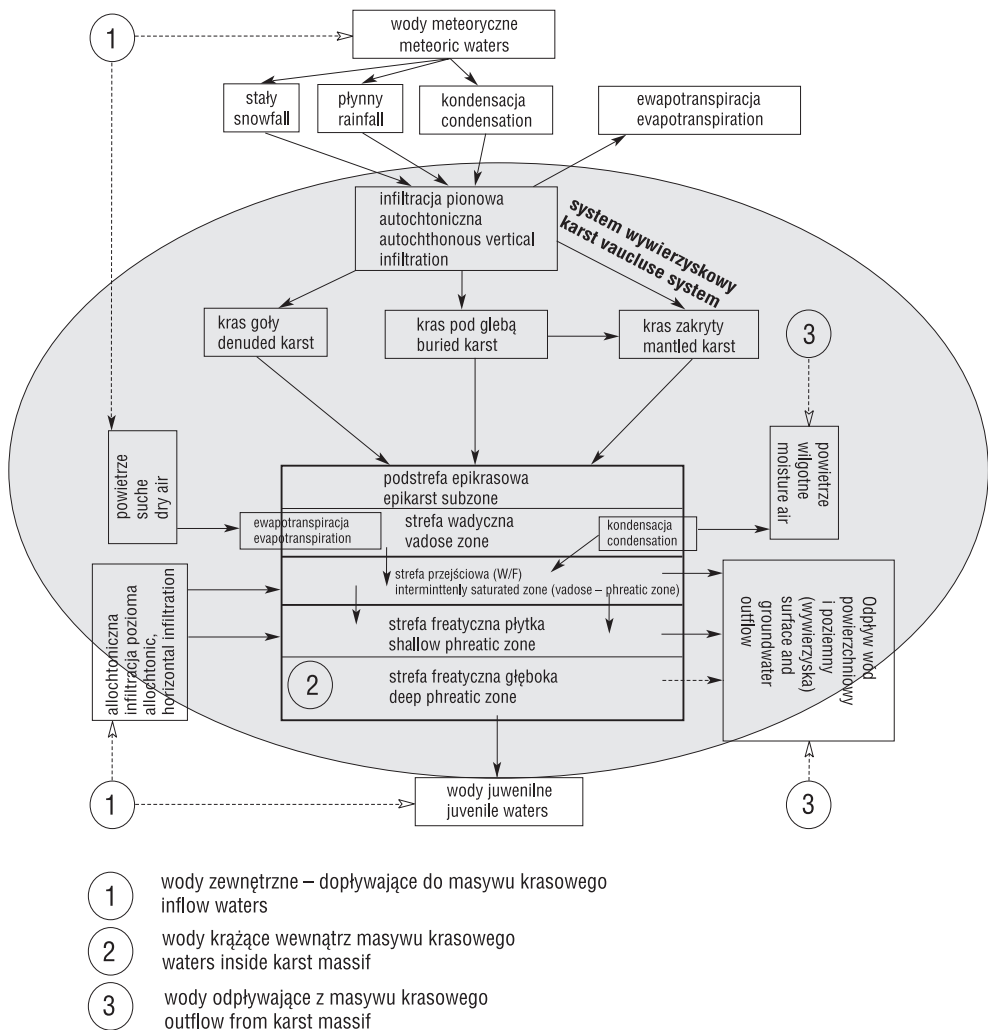 1
wody meteoryczne
meteoric waters
stały
snowfall
płynny
rainfall
kondensacja
condensation
ewapotranspiracja
evapotranspiration
infiltracja pionowa
autochtoniczna
autochthonous vertical
infiltration
system wywierzyskowy
karst vaucluse system
kras goły
denuded karst
kras pod glebą
buried karst
kras zakryty
mantled karst
3
powietrze
suche
dry air
powietrze
wilgotne
moisture air
podstrefa epikrasowa
epikarst subzone
ewapotranspiracja
evapotranspiration
strefa wadyczna
vadose zone
kondensacja
condensation
strefa przejściowa (W/F)
interminttenly saturated zone (vadose – phreatic zone)
allochtoniczna
infiltracja pozioma
allochtonic,
horizontal infiltration
strefa freatyczna płytka
shallow phreatic zone
Odpływ wód
powierzchniowy
i poziemny
(wywierzyska)
surface and
groundwater
outflow
2
strefa freatyczna głęboka
deep phreatic zone
1
wody juwenilne
juvenile waters
3
1
wody zewnętrzne – dopływające do masywu krasowego
inflow waters
2
wody krążące wewnątrz masywu krasowego
waters inside karst massif
3
wody odpływające z masywu krasowego
outflow from karst massif